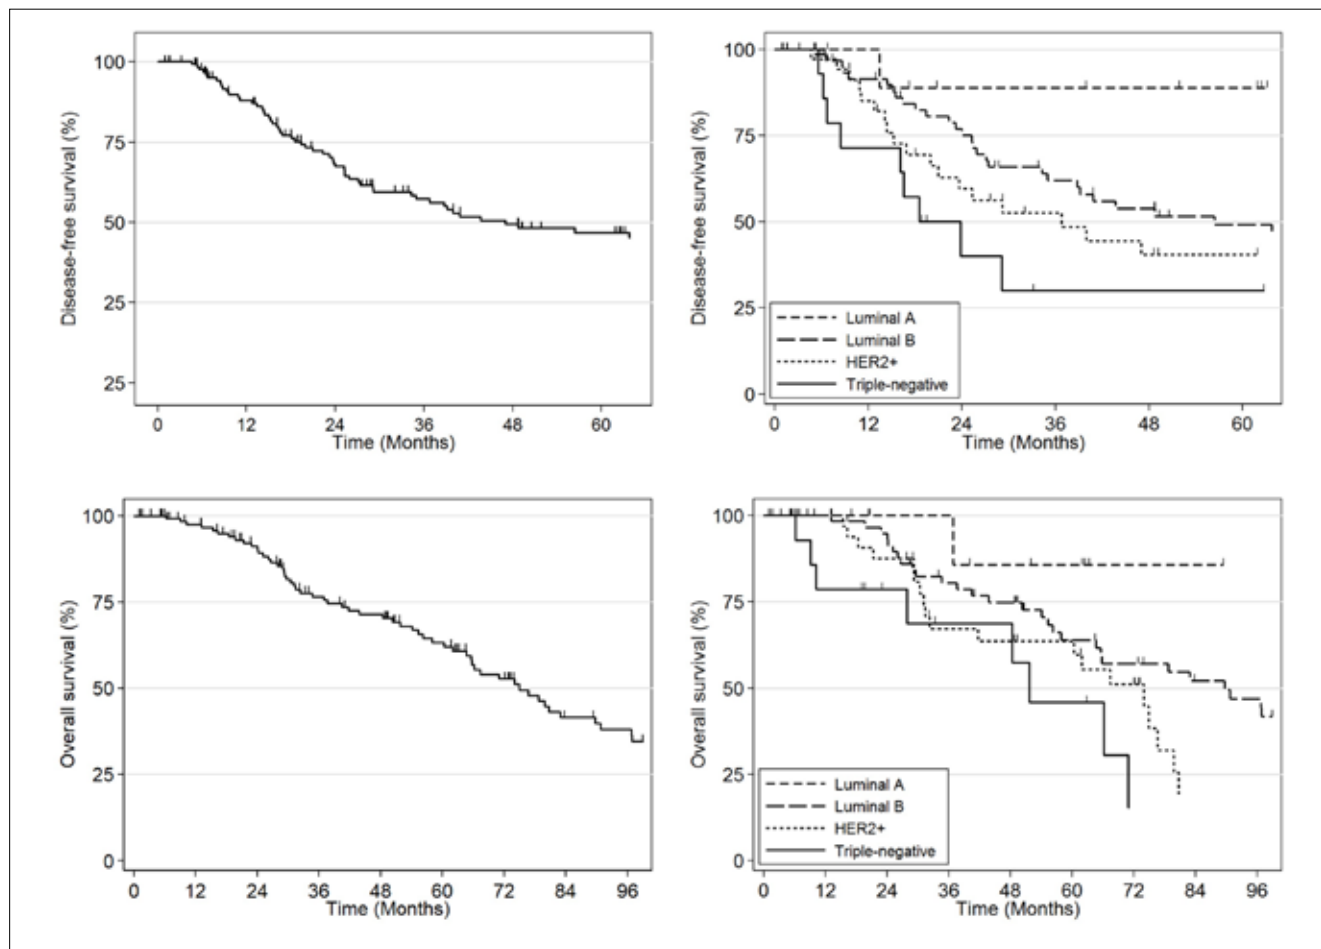 100
75
50
25
25
Disease-free survival (%)
0 12 24 36 48 60
Time (Months)
100
75
50
25
0
Disease-free survival (%)
Luminal A
Luminal B
HER2+
Triple-negative
0 12 24 36 48 60
Time (Months)
100
75
50
25
0
Overall survival (%)
0 12 24 36 48 60 72 84 96
Time (Months)
100
75
50
25
0
Overall survival (%)
Luminal A
Luminal B
HER2+
Triple-negative
0 12 24 36 48 60 72 84 96
Time (Months)